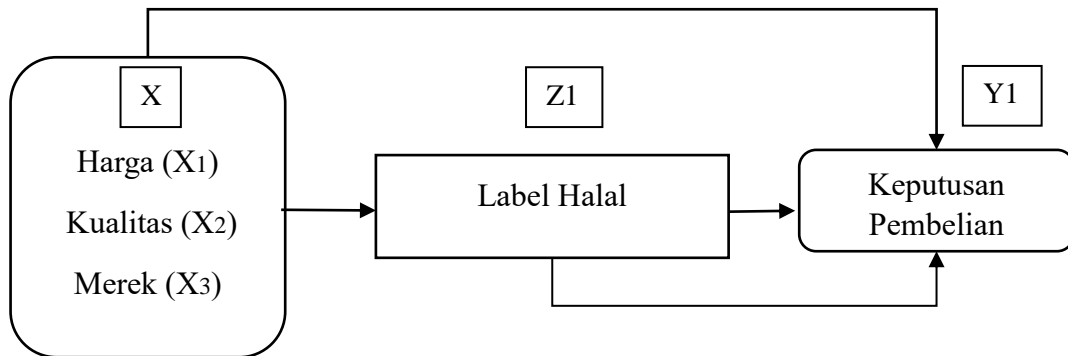 X
Harga (X1)
Kualitas (X2)
Merek (X3)
Z1
Label Halal
Y1
Keputusan
Pembelian